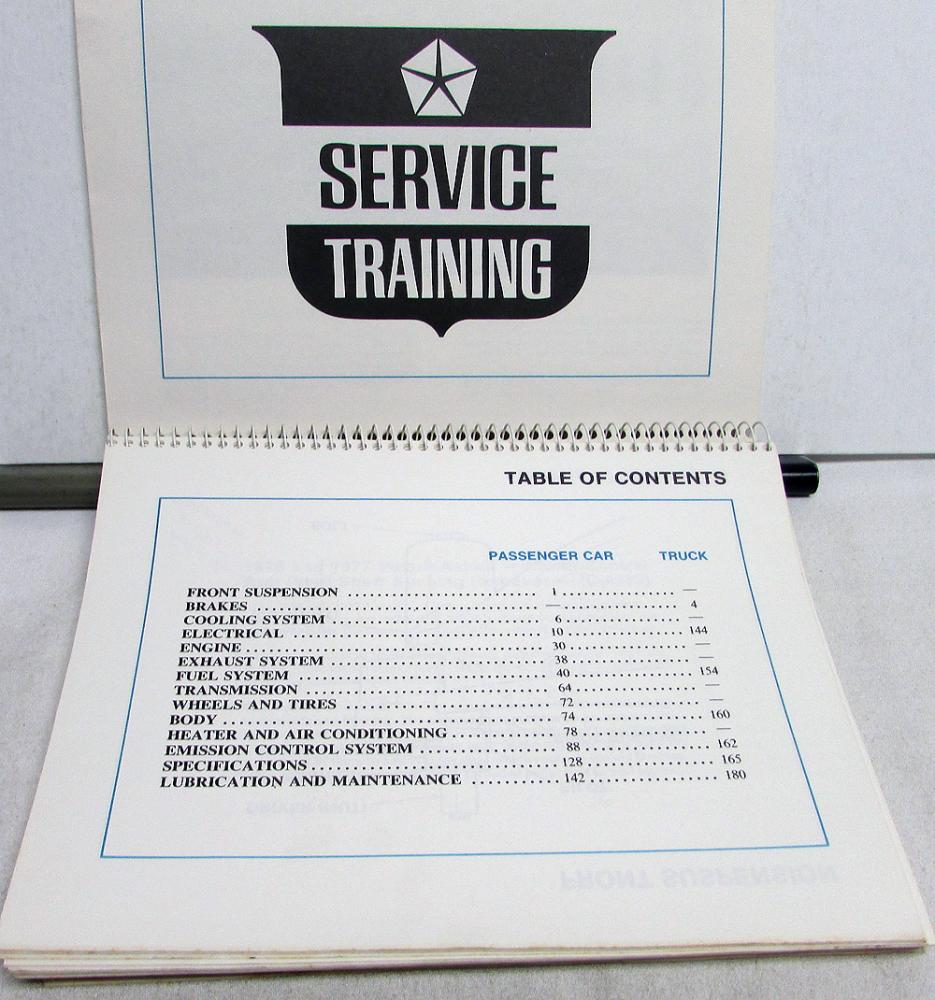 SERVICE
TRAINING
TABLE OF CONTENTS
PASSENGER CAR TRUCK
FRONT SUSPENSION .......................... 1 ................ —
BRAKES .......................................... — ................ 4
COOLING SYSTEM ............................. 6 ................ —
ELECTRICAL .................................... 10 ................ 144
ENGINE .......................................... 30 ................ —
EXHAUST SYSTEM ............................. 38 ................ —
FUEL SYSTEM .................................. 40 ................ 154
TRANSMISSION ................................ 64 ................ —
WHEELS AND TIRES .......................... 72 ................ —
BODY ............................................. 74 ................ 160
HEATER AND AIR CONDITIONING ............ 78 ................ —
EMISSION CONTROL SYSTEM ................ 88 ................ 162
SPECIFICATIONS ............................... 128 ................ 165
LUBRICATION AND MAINTENANCE .......... 142 ................ 180
FRONT SUSPENSION